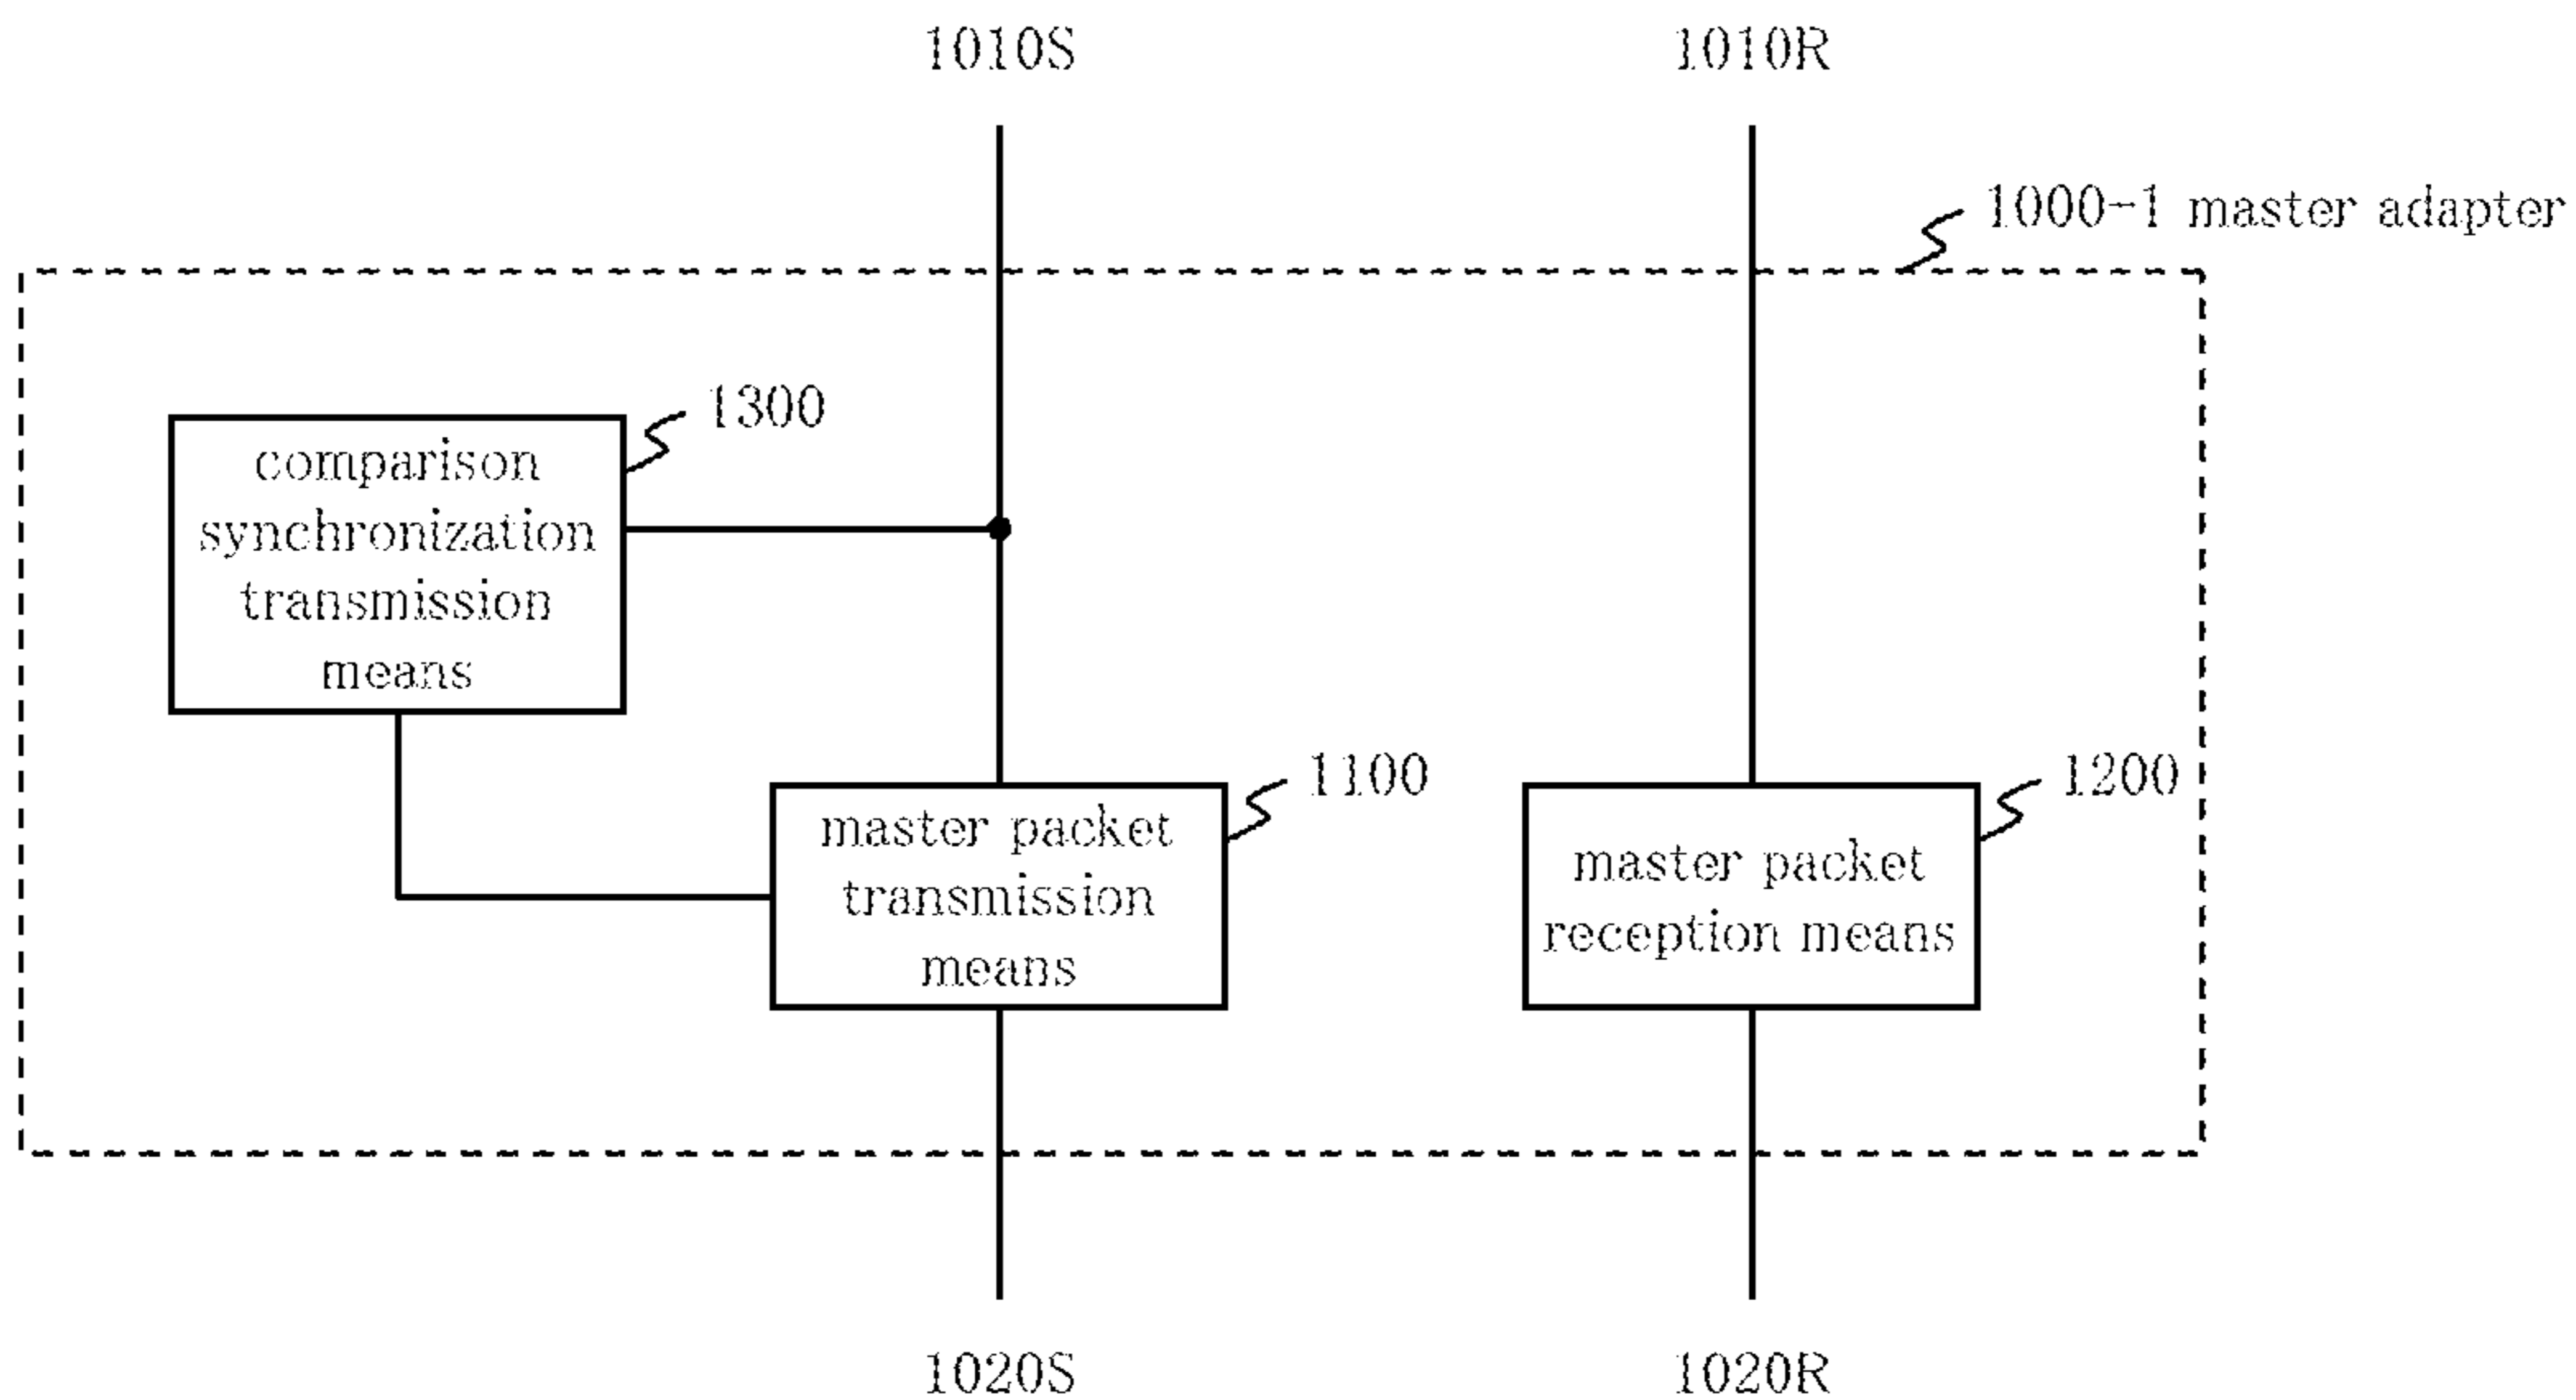 1010S
1010R
1000-1 master adapter
1300
comparison
synchronization
transmission
means
1100
master packet
transmission
means
1200
master packet
reception means
1020S
1020R